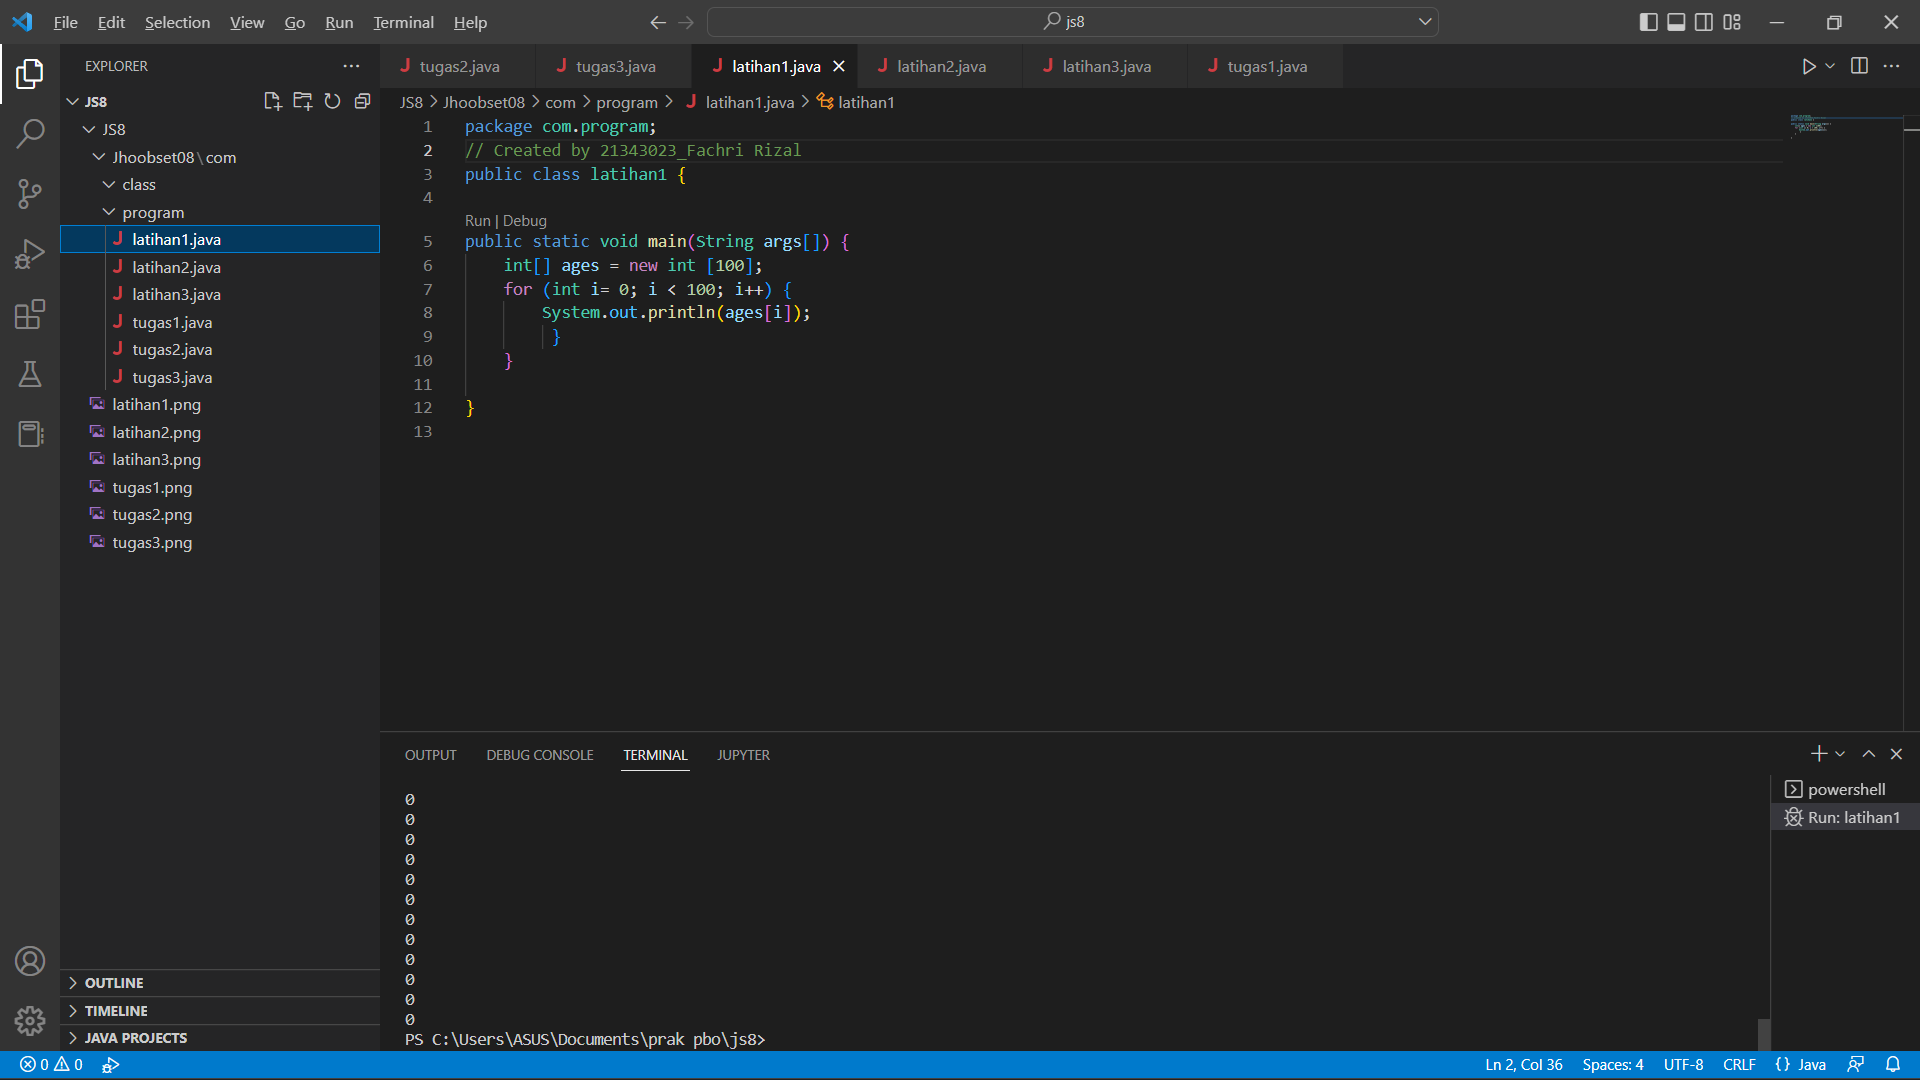 File Edit Selection View Go Run Terminal Help
js8
EXPLORER
JS8
JS8
Jhoobset08\com
class
program
latihan1.java
latihan2.java
latihan3.java
tugas1.java
tugas2.java
tugas3.java
latihan1.png
latihan2.png
latihan3.png
tugas1.png
tugas2.png
tugas3.png
OUTLINE
TIMELINE
JAVA PROJECTS
tugas2.java tugas3.java latihan1.java latihan2.java latihan3.java tugas1.java
JS8 > Jhoobset08 > com > program > latihan1.java > latihan1
1 package com.program;
2 // Created by 21343023_Fachri Rizal
3 public class latihan1 {
4
Run | Debug
5 public static void main(String args[]) {
6 int[] ages = new int [100];
7 for (int i= 0; i < 100; i++) {
8 System.out.println(ages[i]);
9 }
10 }
11
12 }
13
OUTPUT DEBUG CONSOLE TERMINAL JUPYTER
0
0
0
0
0
0
0
0
0
0
0
0
PS C:\Users\ASUS\Documents\prak pbo\js8>
powershell
Run: latihan1
0 0
Ln 2, Col 36 Spaces: 4 UTF-8 CRLF {} Java